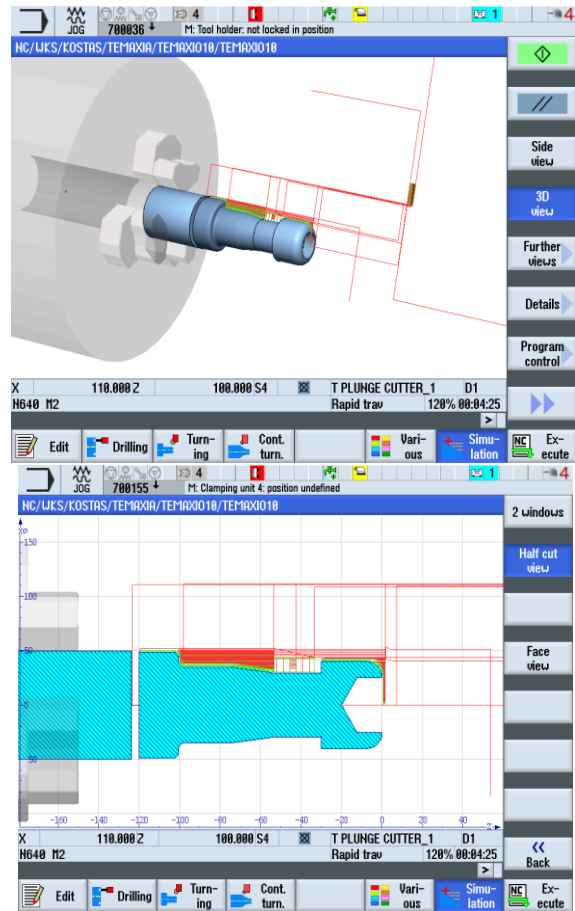 4 1 4
JOG 700036 M: Tool holder: not locked in position
NC/WKS/KOSTAS/TEMAXIA/TEMAXIO10/TEMAXIO10
Side view
3D view
Further views
Details
Program control
X 110.000 Z 100.000 S4 T PLUNGE CUTTER_1 D1
N640 M2 Rapid trav 120% 00:04:25
>
Edit Drilling Turn-ing Cont. turn. Vari-ous Simu-lation NC Ex-ecute
4 1 4
JOG 700155 M: Clamping unit 4: position undefined
NC/WKS/KOSTAS/TEMAXIA/TEMAXIO10/TEMAXIO10
2 windows
Half cut view
Face view
Back
150
100
50
0
50
-160 -140 -120 -100 -80 -60 -40 -20 0 20 40 Z
X 110.000 Z 100.000 S4 T PLUNGE CUTTER_1 D1
N640 M2 Rapid trav 120% 00:04:25
>
Edit Drilling Turn-ing Cont. turn. Vari-ous Simu-lation NC Ex-ecute